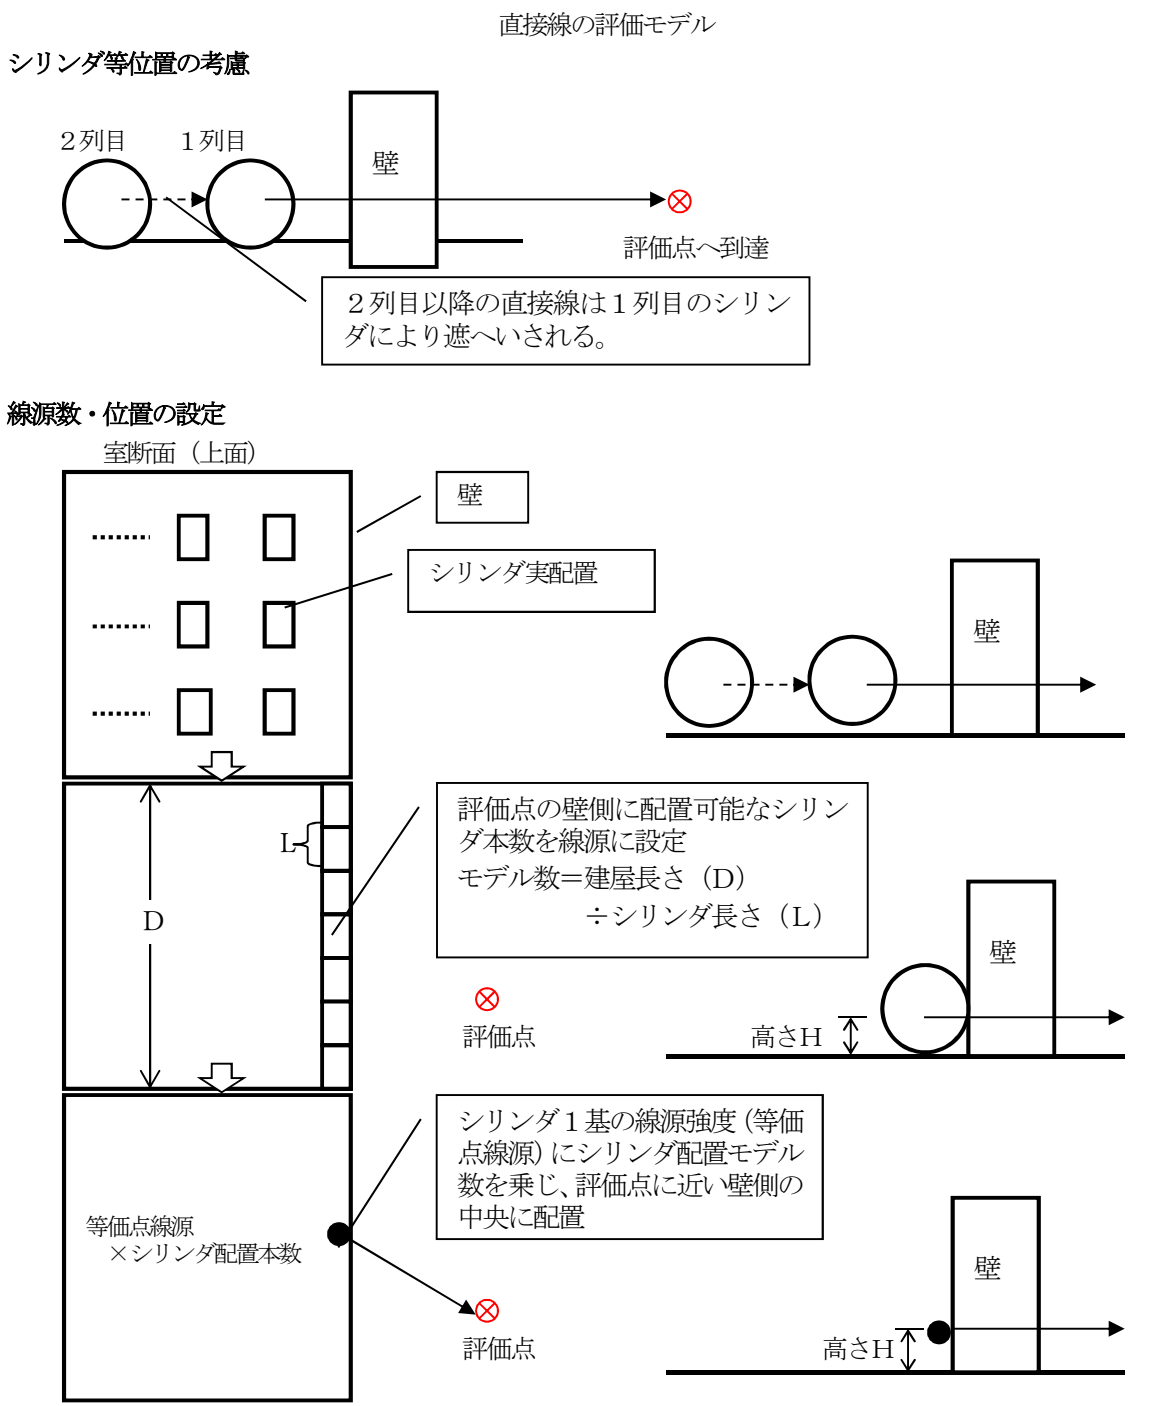 直接線の評価モデル
シリンダ等位置の考慮
２列目
１列目
壁
評価点へ到達
２列目以降の直接線は１列目のシリン
ダにより遮へいされる。
線源数・位置の設定
室断面（上面）
壁
シリンダ実配置
壁
評価点の壁側に配置可能なシリン
ダ本数を線源に設定
モデル数＝建屋長さ（Ｄ）
÷シリンダ長さ（Ｌ）
L
D
壁
評価点
高さH
シリンダ１基の線源強度（等価
点線源）にシリンダ配置モデル
数を乗じ、評価点に近い壁側の
中央に配置
等価点線源
×シリンダ配置本数
壁
評価点
高さH